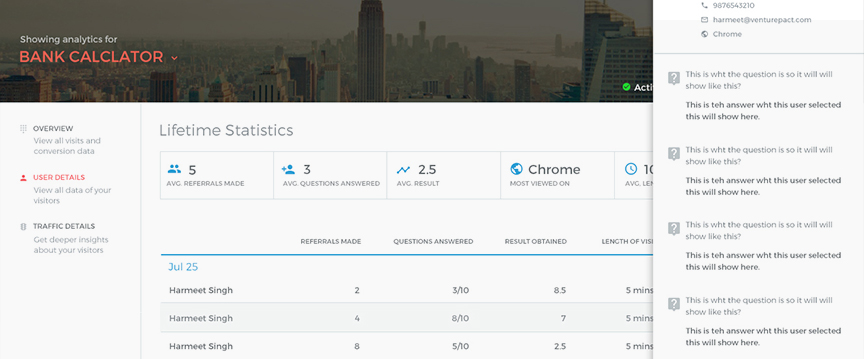 Showing analytics for
BANK CALCLATOR
Acti
OVERVIEW
View all visits and
conversion data
USER DETAILS
View all data of your
visitors
TRAFFIC DETAILS
Get deeper insights
about your visitors
Lifetime Statistics
5
AVG. REFERRALS MADE
3
AVG. QUESTIONS ANSWERED
2.5
AVG. RESULT
Chrome
MOST VIEWED ON
10
AVG. LEN
REFERRALS MADE QUESTIONS ANSWERED RESULT OBTAINED LENGTH OF VISI
Jul 25
Harmeet Singh 2 3/10 8.5 5 mins
Harmeet Singh 4 8/10 7 5 mins
Harmeet Singh 8 5/10 2.5 5 mins
9876543210
harmeet@venturepact.com
Chrome
This is wht the question is so it will will
show like this?
This is teh answer wht this user selected
this will show here.
This is wht the question is so it will will
show like this?
This is teh answer wht this user selected
this will show here.
This is wht the question is so it will will
show like this?
This is teh answer wht this user selected
this will show here.
This is wht the question is so it will will
show like this?
This is teh answer wht this user selected
this will show here.